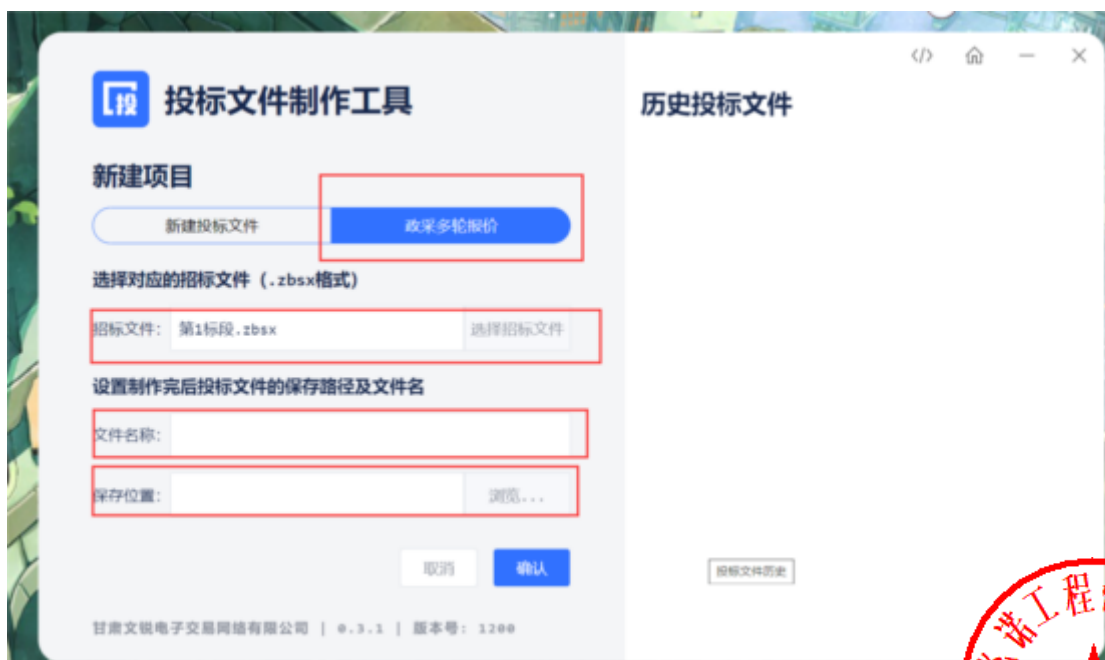 投标文件制作工具
历史投标文件
新建项目
新建投标文件
政采多轮报价
选择对应的招标文件（.zbsx格式）
招标文件：
第1标段.zbsx
选择招标文件
设置制作完后投标文件的保存路径及文件名
文件名称：
保存位置：
浏览...
取消
确认
投标文件历史
甘肃文锐电子交易网络有限公司 | 0.3.1 | 版本号：1200
诺工程